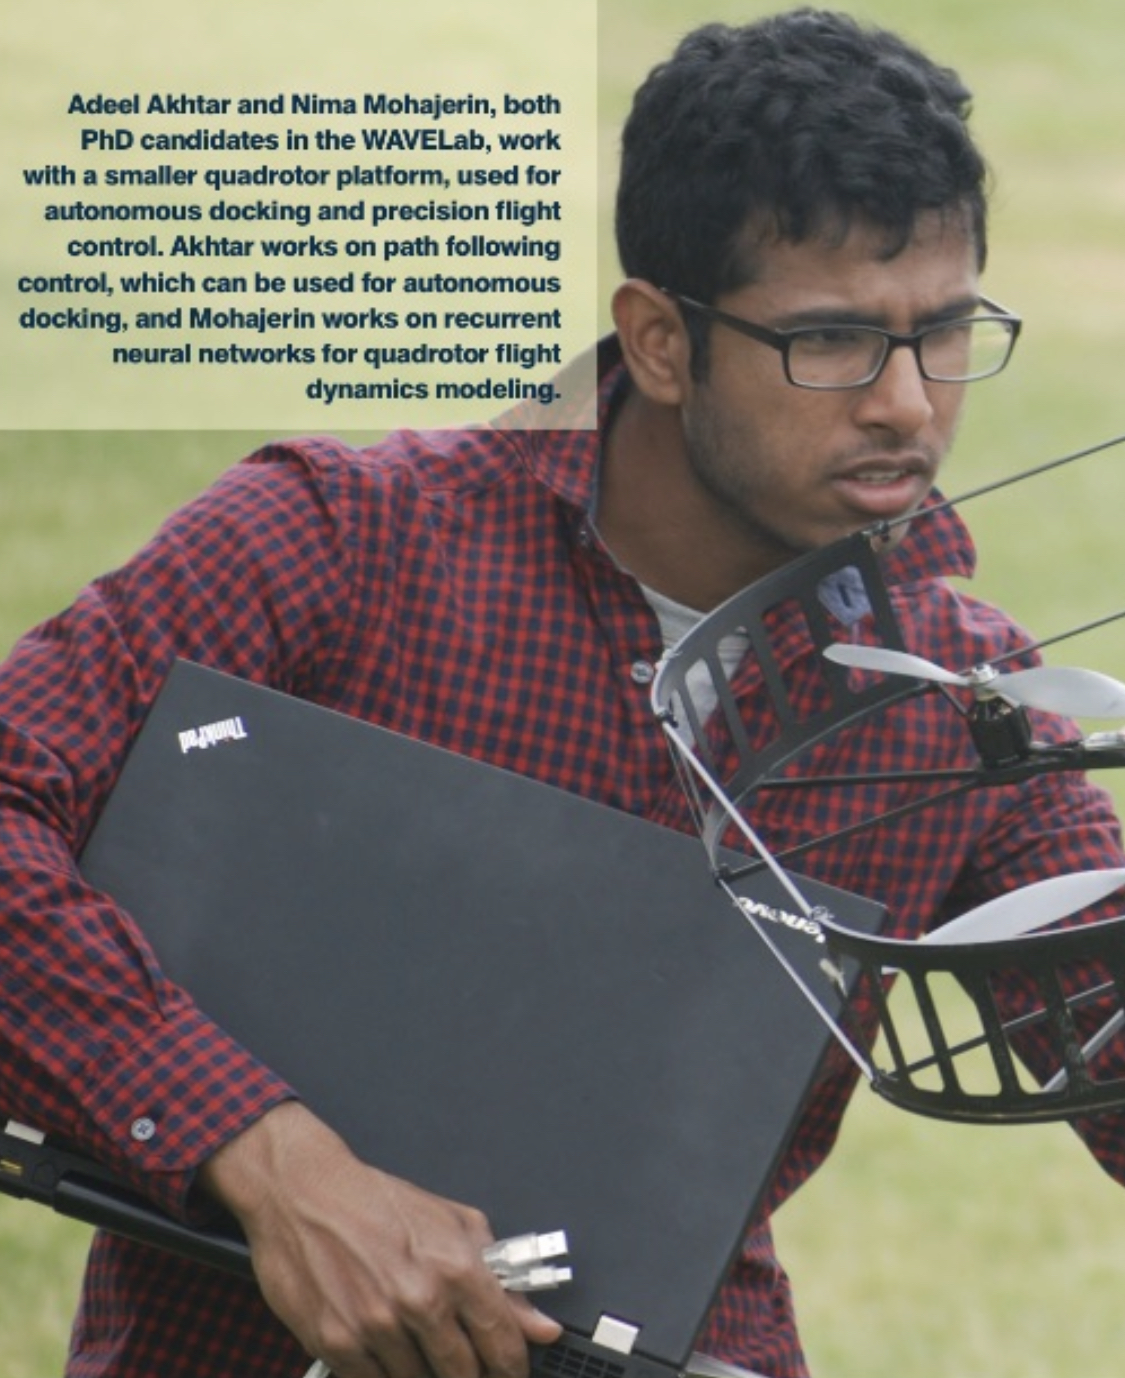 Adeel Akhtar and Nima Mohajerin, both
PhD candidates in the WAVELab, work
with a smaller quadrotor platform, used for
autonomous docking and precision flight
control. Akhtar works on path following
control, which can be used for autonomous
docking, and Mohajerin works on recurrent
neural networks for quadrotor flight
dynamics modeling.
ThinkPad
lenovo